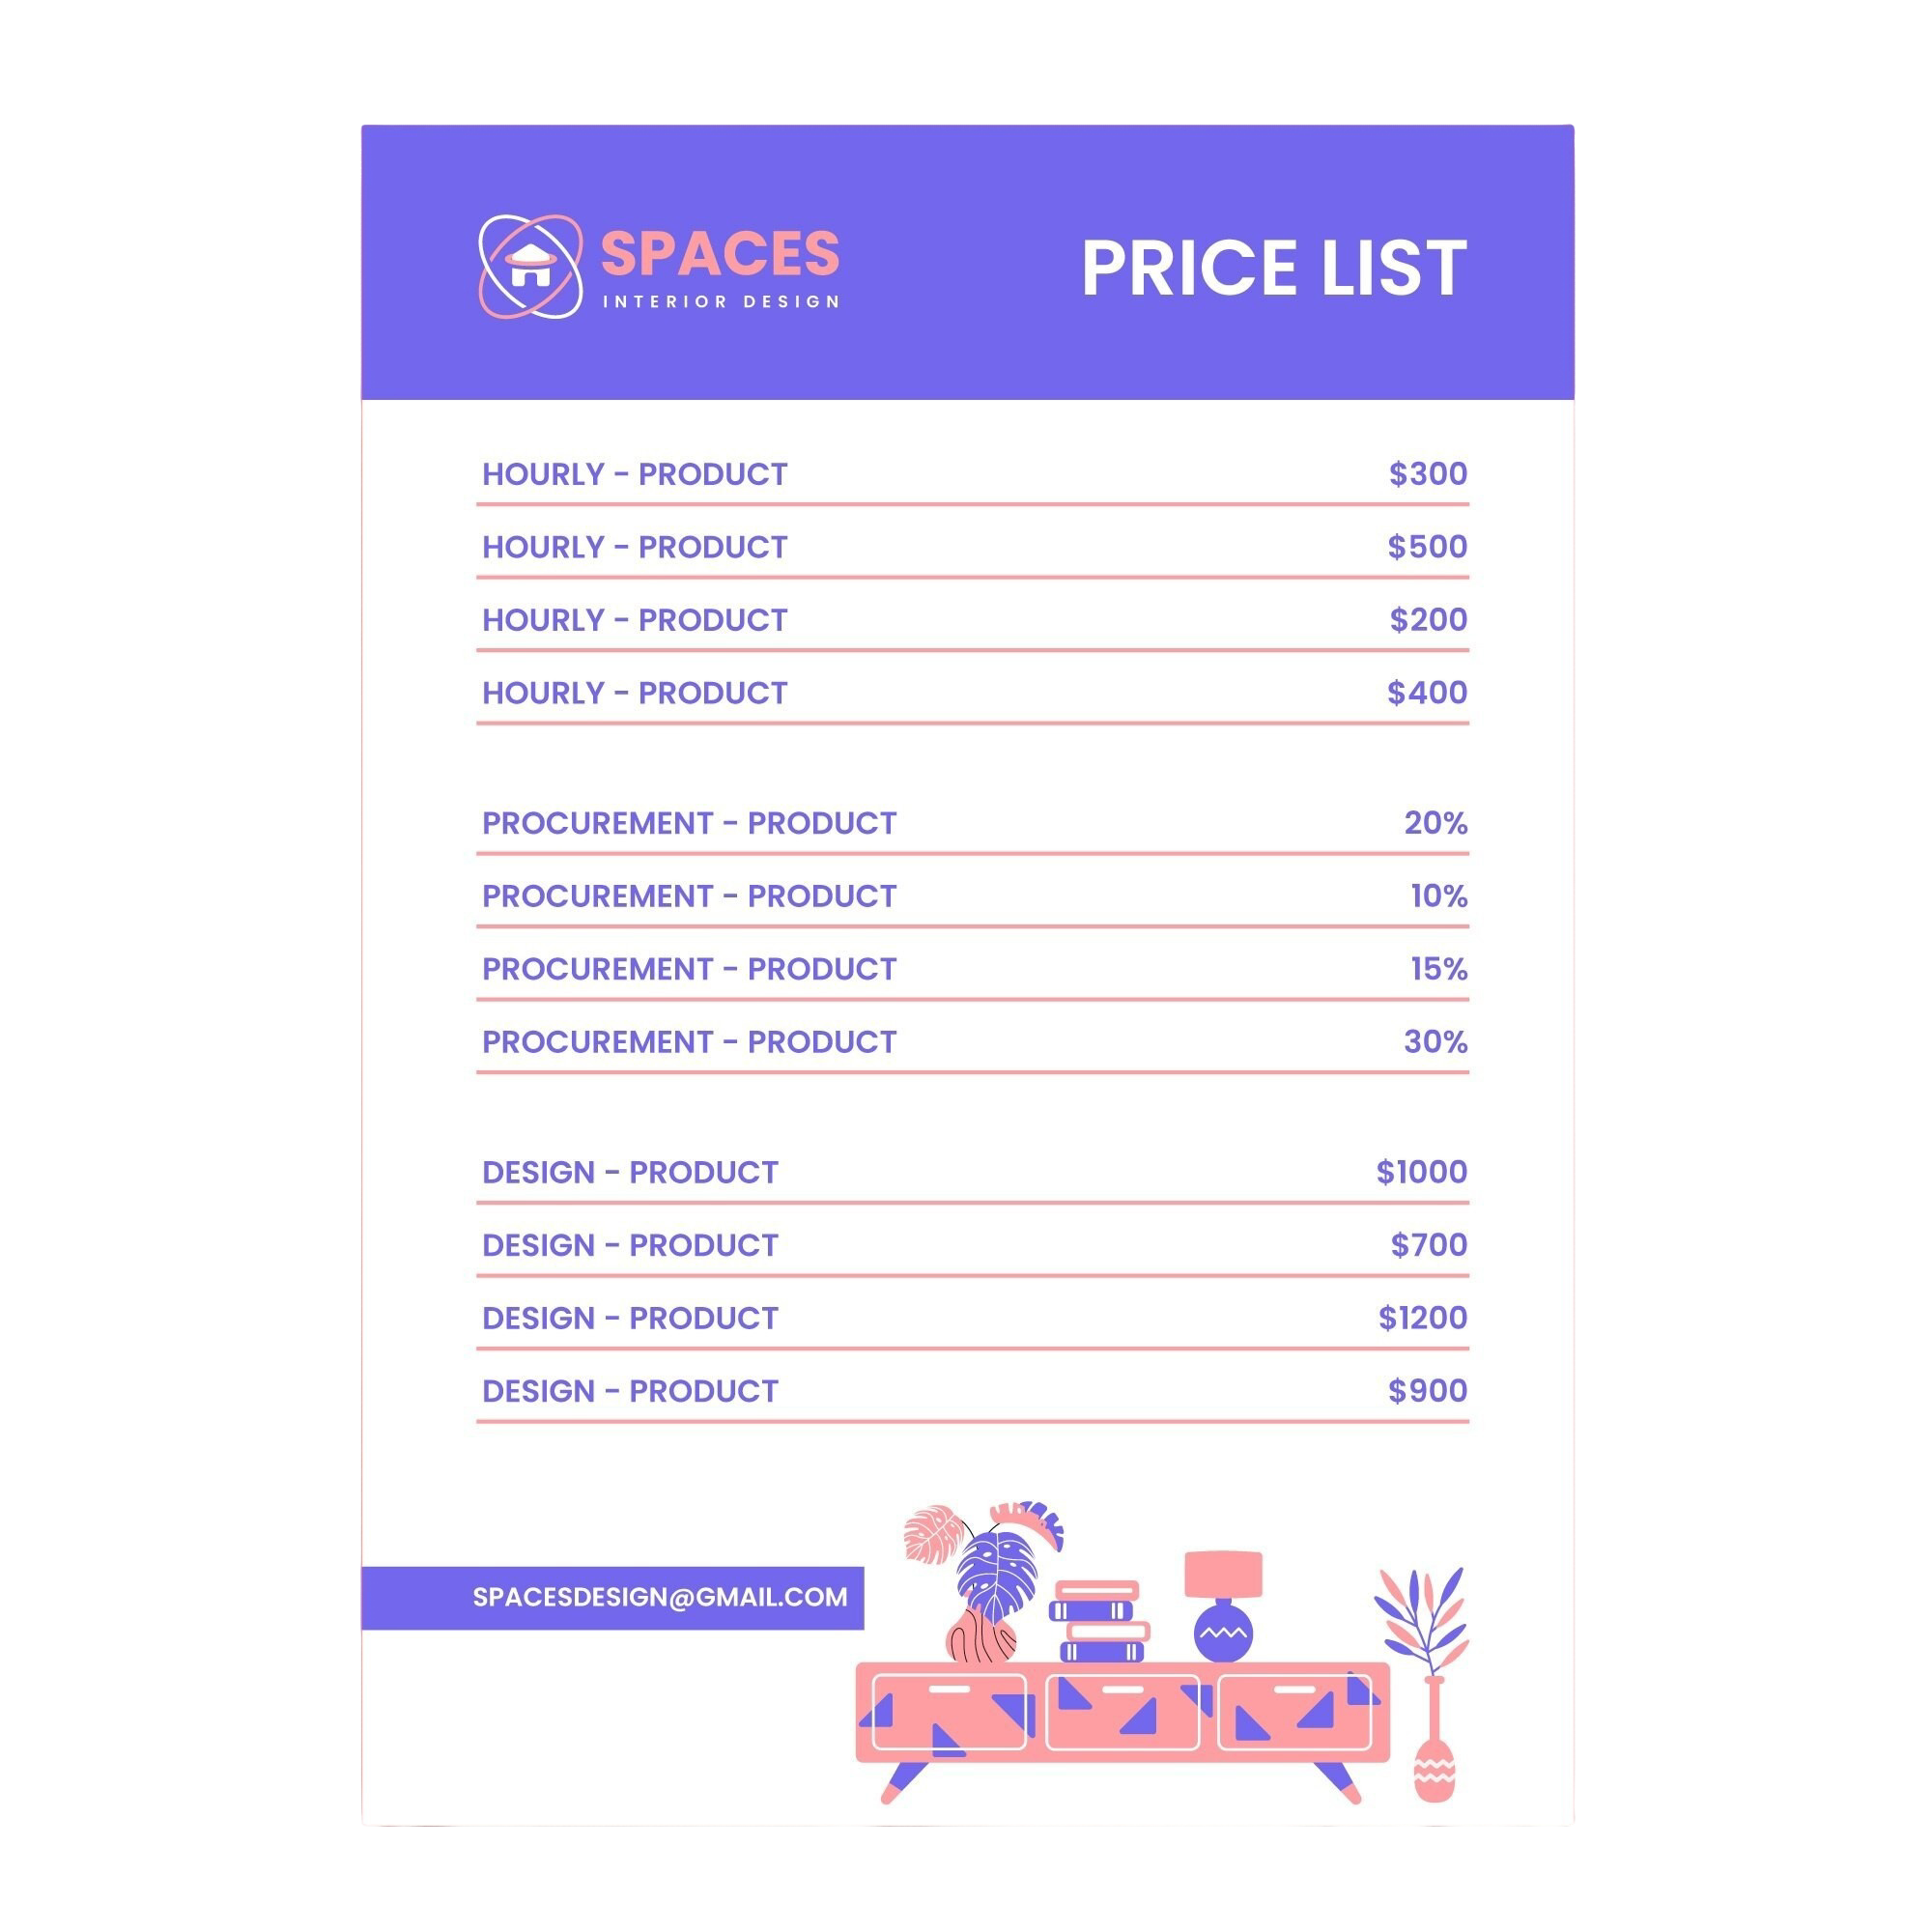 SPACES
INTERIOR DESIGN
PRICE LIST
HOURLY - PRODUCT $300
HOURLY - PRODUCT $500
HOURLY - PRODUCT $200
HOURLY - PRODUCT $400
PROCUREMENT - PRODUCT 20%
PROCUREMENT - PRODUCT 10%
PROCUREMENT - PRODUCT 15%
PROCUREMENT - PRODUCT 30%
DESIGN - PRODUCT $1000
DESIGN - PRODUCT $700
DESIGN - PRODUCT $1200
DESIGN - PRODUCT $900
SPACESDESIGN@GMAIL.COM